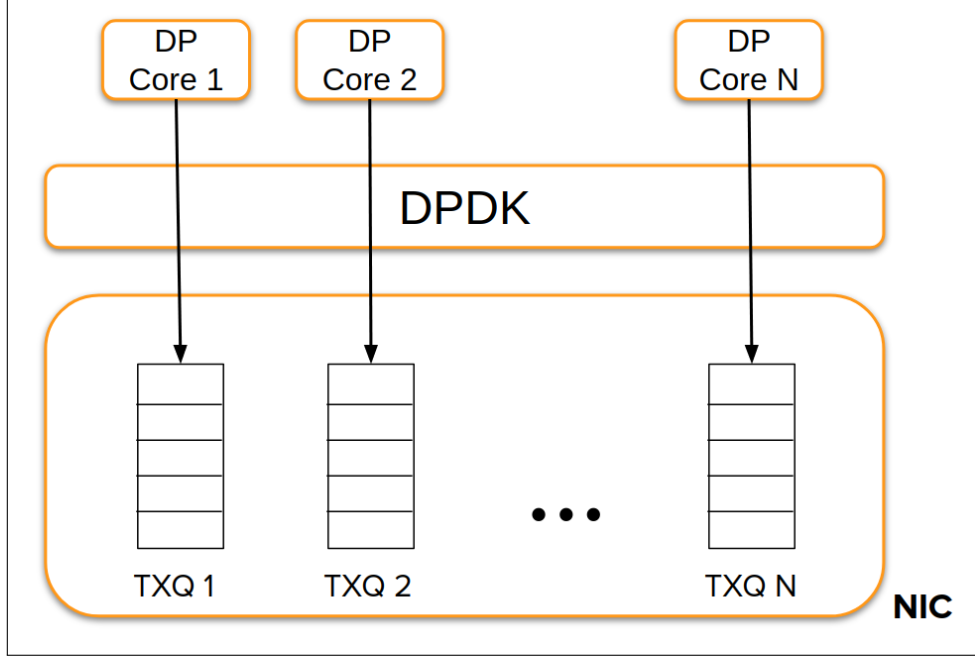 DP
Core 1
DP
Core 2
DP
Core N
DPDK
TXQ 1
TXQ 2
TXQ N
NIC